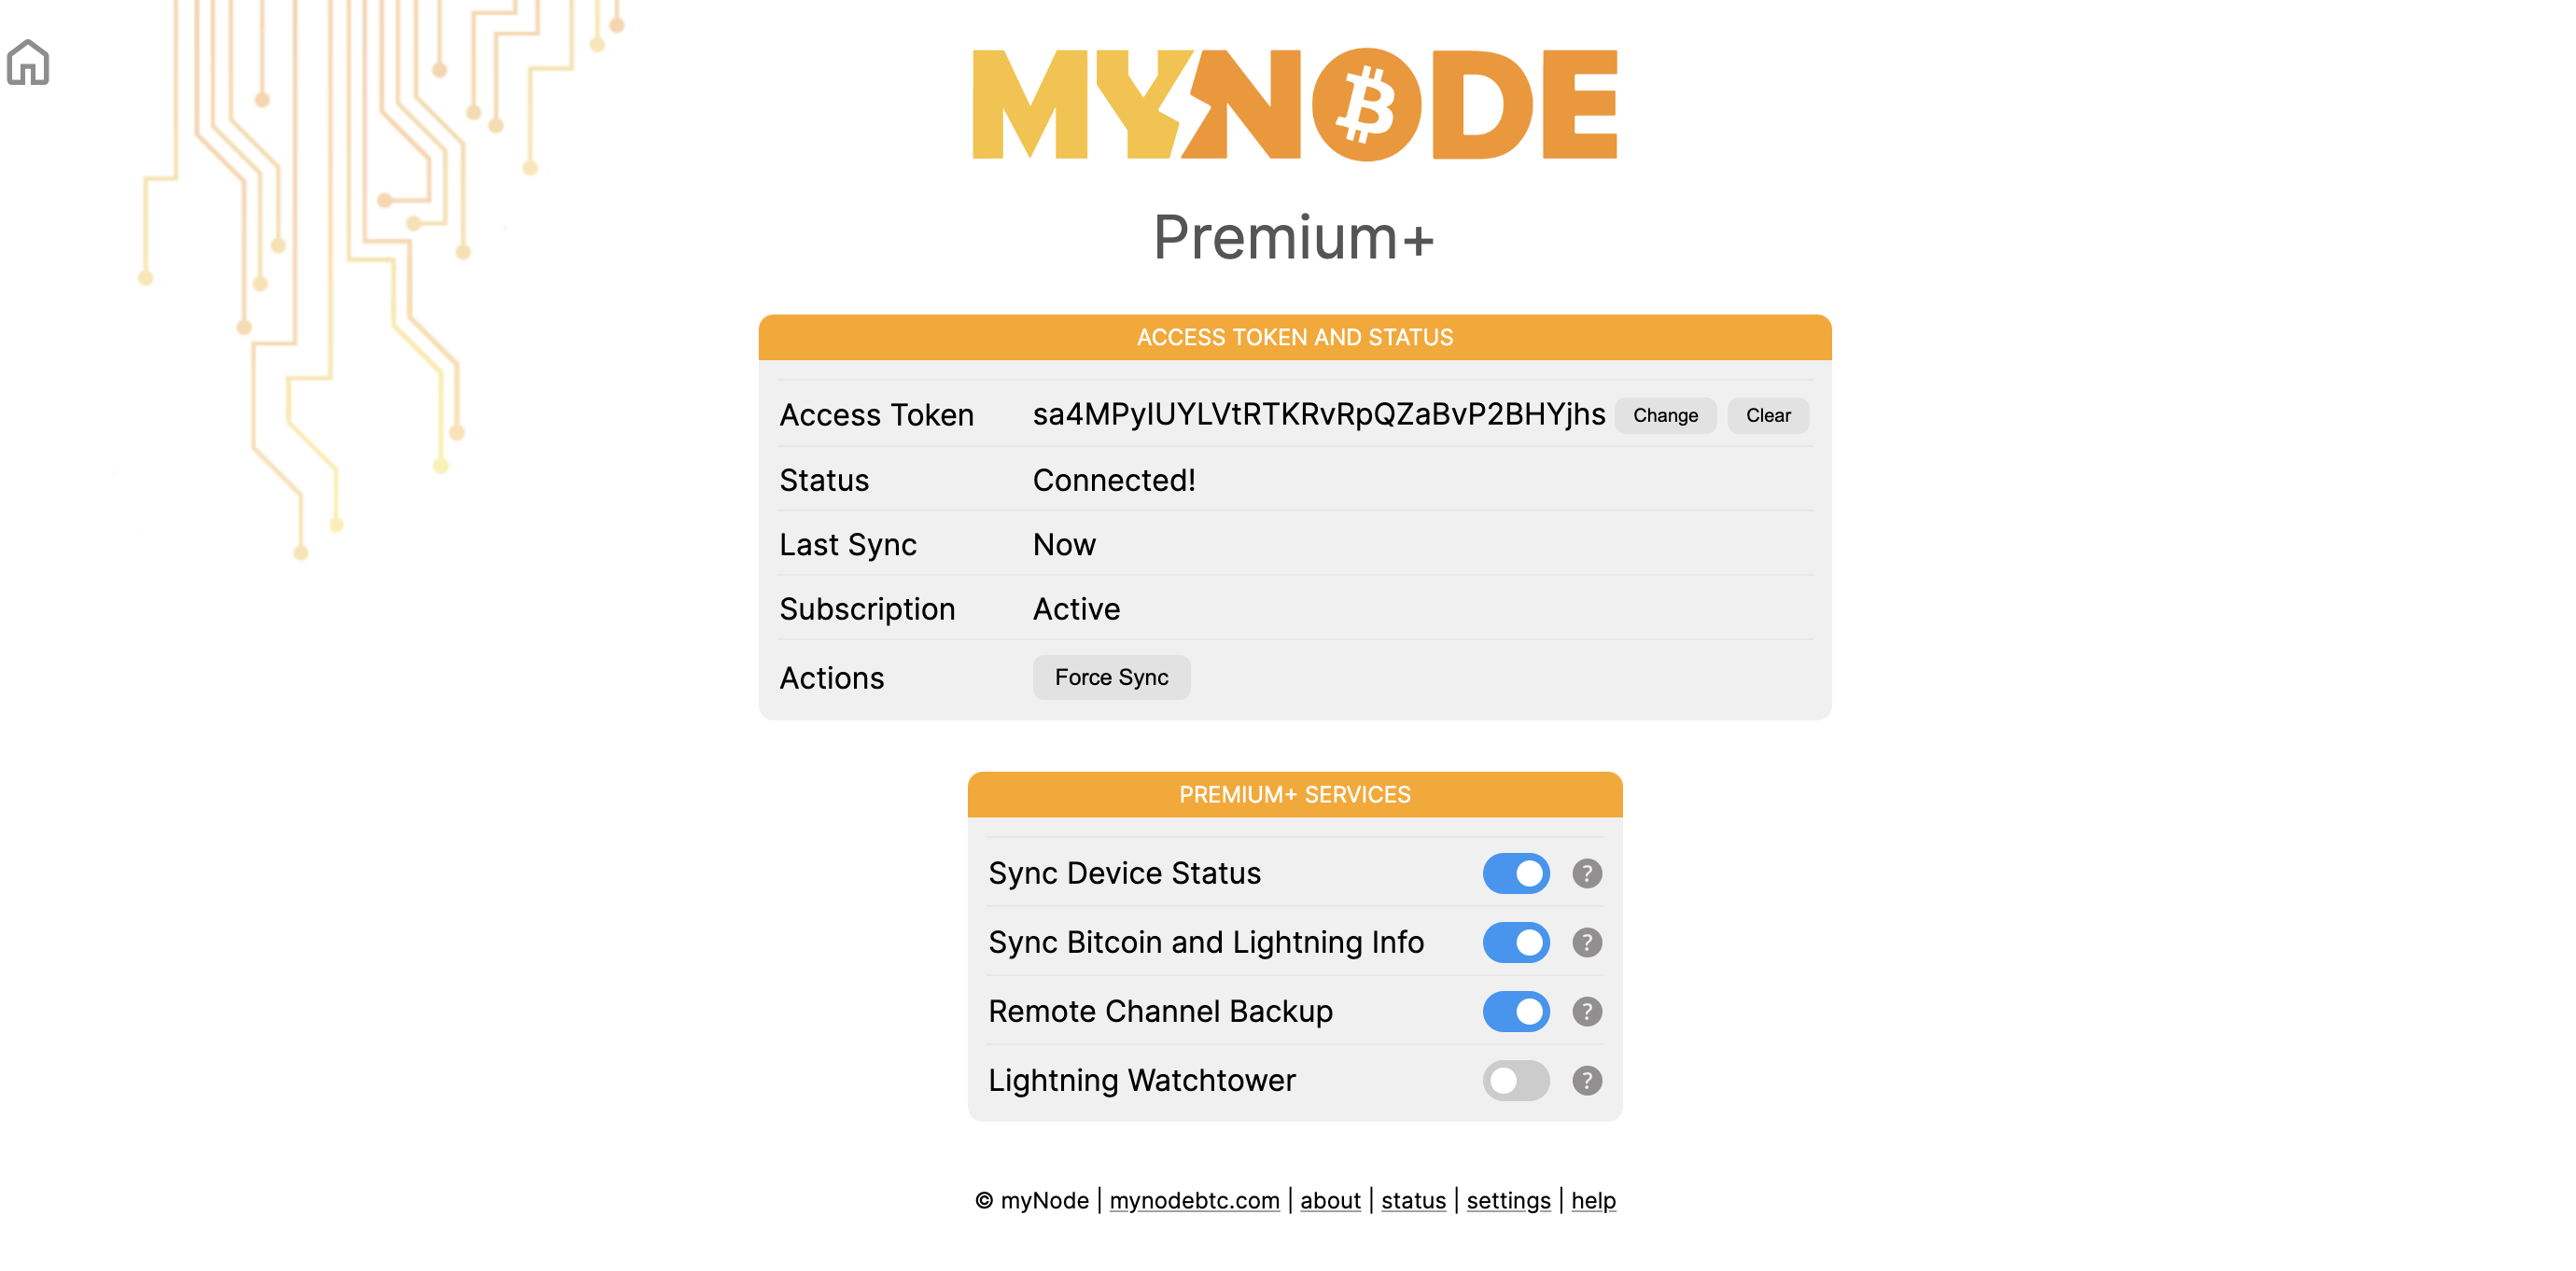 MYNODE
Premium+
ACCESS TOKEN AND STATUS
Access Token sa4MPyIUYLVtRTKRvRpQZaBvP2BHYjhs Change Clear
Status Connected!
Last Sync Now
Subscription Active
Actions Force Sync
PREMIUM+ SERVICES
Sync Device Status ?
Sync Bitcoin and Lightning Info ?
Remote Channel Backup ?
Lightning Watchtower ?
© myNode | mynodebtc.com | about | status | settings | help